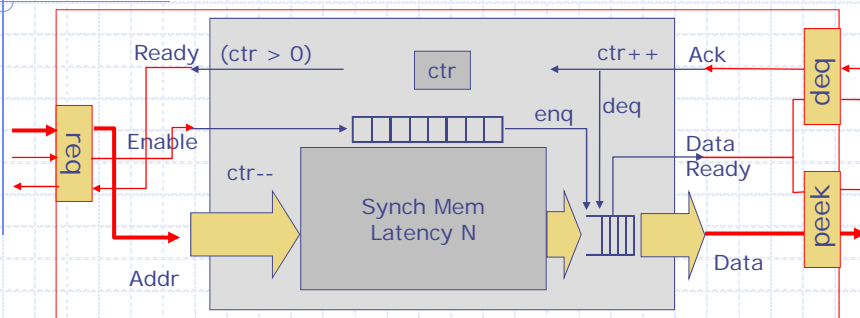 Ready
(ctr > 0)
ctr++
Ack
ctr
deq
enq
deq
req
Enable
Data
Ready
ctr--
Synch Mem
Latency N
peek
Addr
Data